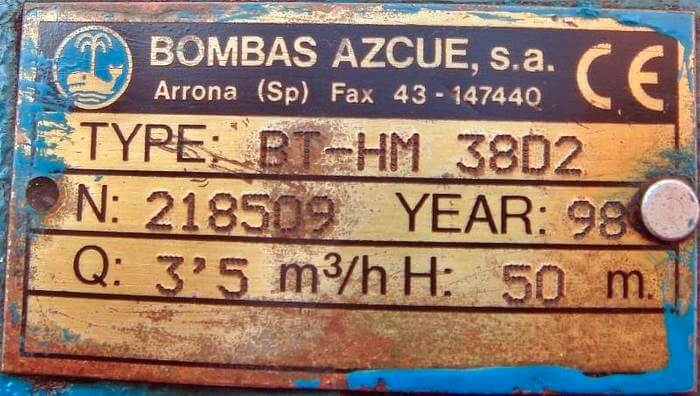 BOMBAS AZCUE, s.a. CE
Arrona (Sp) Fax 43-147440
TYPE: BT-HM 38D2
N: 218509 YEAR: 98
Q: 3'5 m³/h H: 50 m.